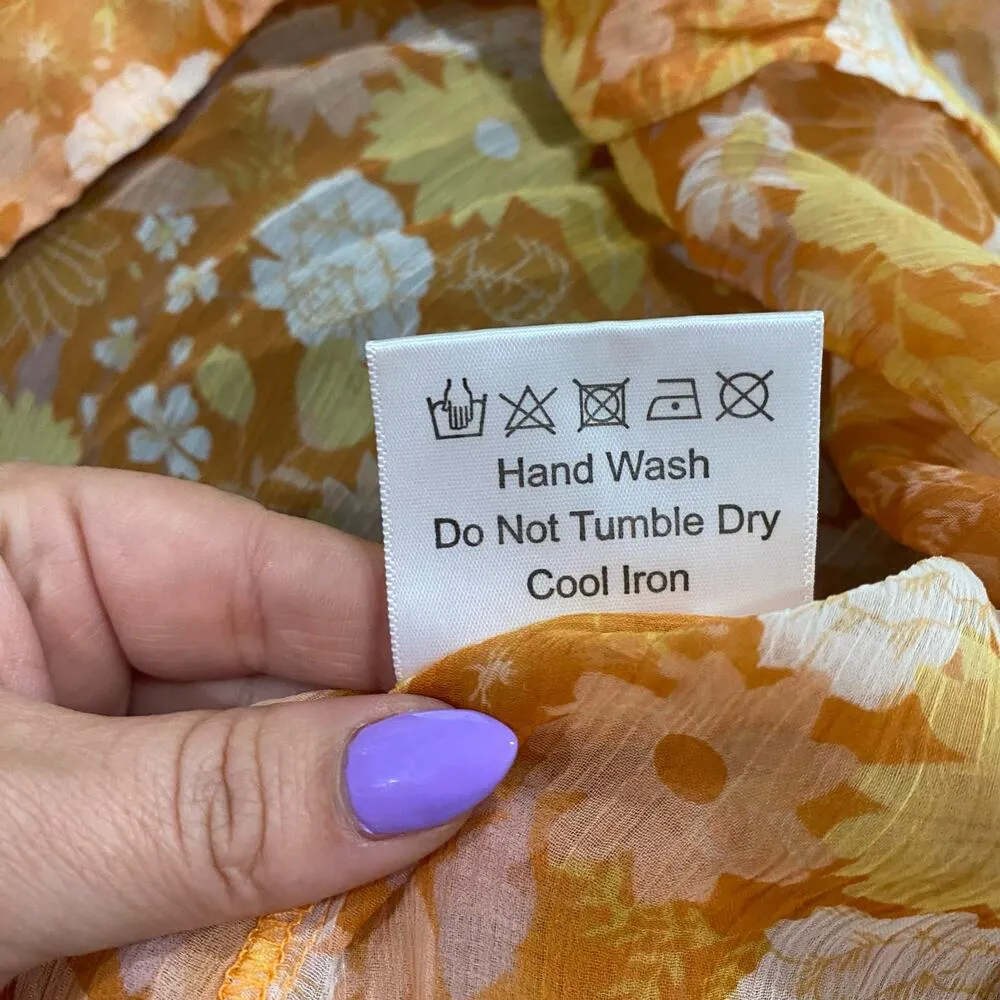 Hand Wash
Do Not Tumble Dry
Cool Iron